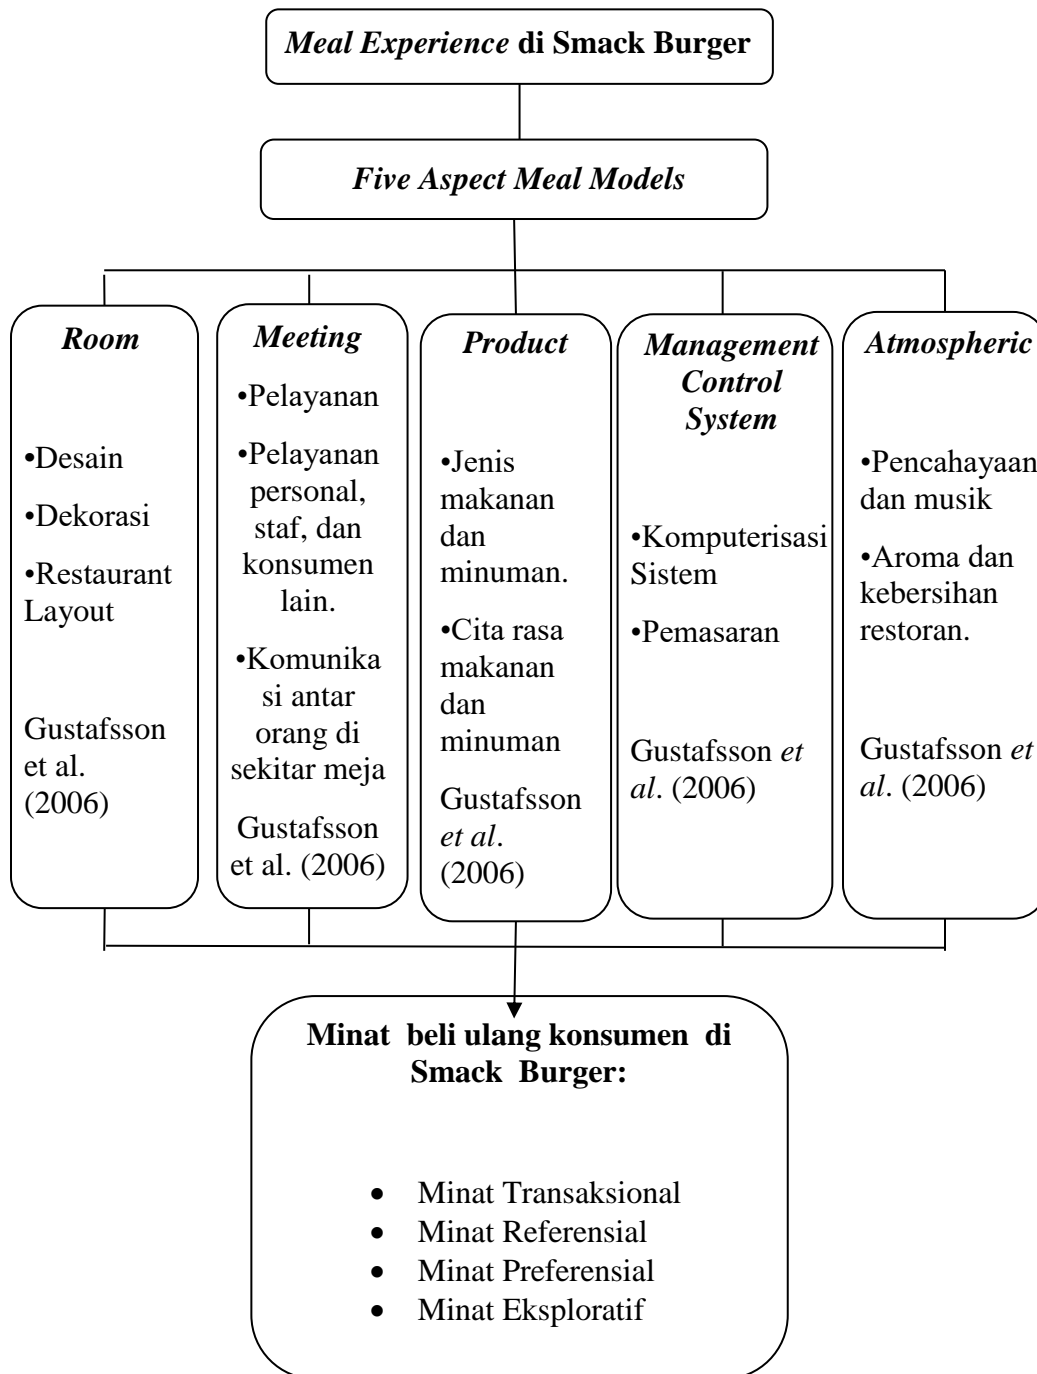 Meal Experience di Smack Burger
Five Aspect Meal Models
Room
•Desain
•Dekorasi
•Restaurant
Layout
Gustafsson
et al.
(2006)
Meeting
•Pelayanan
•Pelayanan
personal,
staf, dan
konsumen
lain.
•Komunika
si antar
orang di
sekitar meja
Gustafsson
et al. (2006)
Product
•Jenis
makanan
dan
minuman.
•Cita rasa
makanan
dan
minuman
Gustafsson
et al.
(2006)
Management
Control
System
•Komputerisasi
Sistem
•Pemasaran
Gustafsson et
al. (2006)
Atmospheric
•Pencahayaan
dan musik
•Aroma dan
kebersihan
restoran.
Gustafsson et
al. (2006)
Minat beli ulang konsumen di
Smack Burger:
• Minat Transaksional
• Minat Referensial
• Minat Preferensial
• Minat Eksploratif